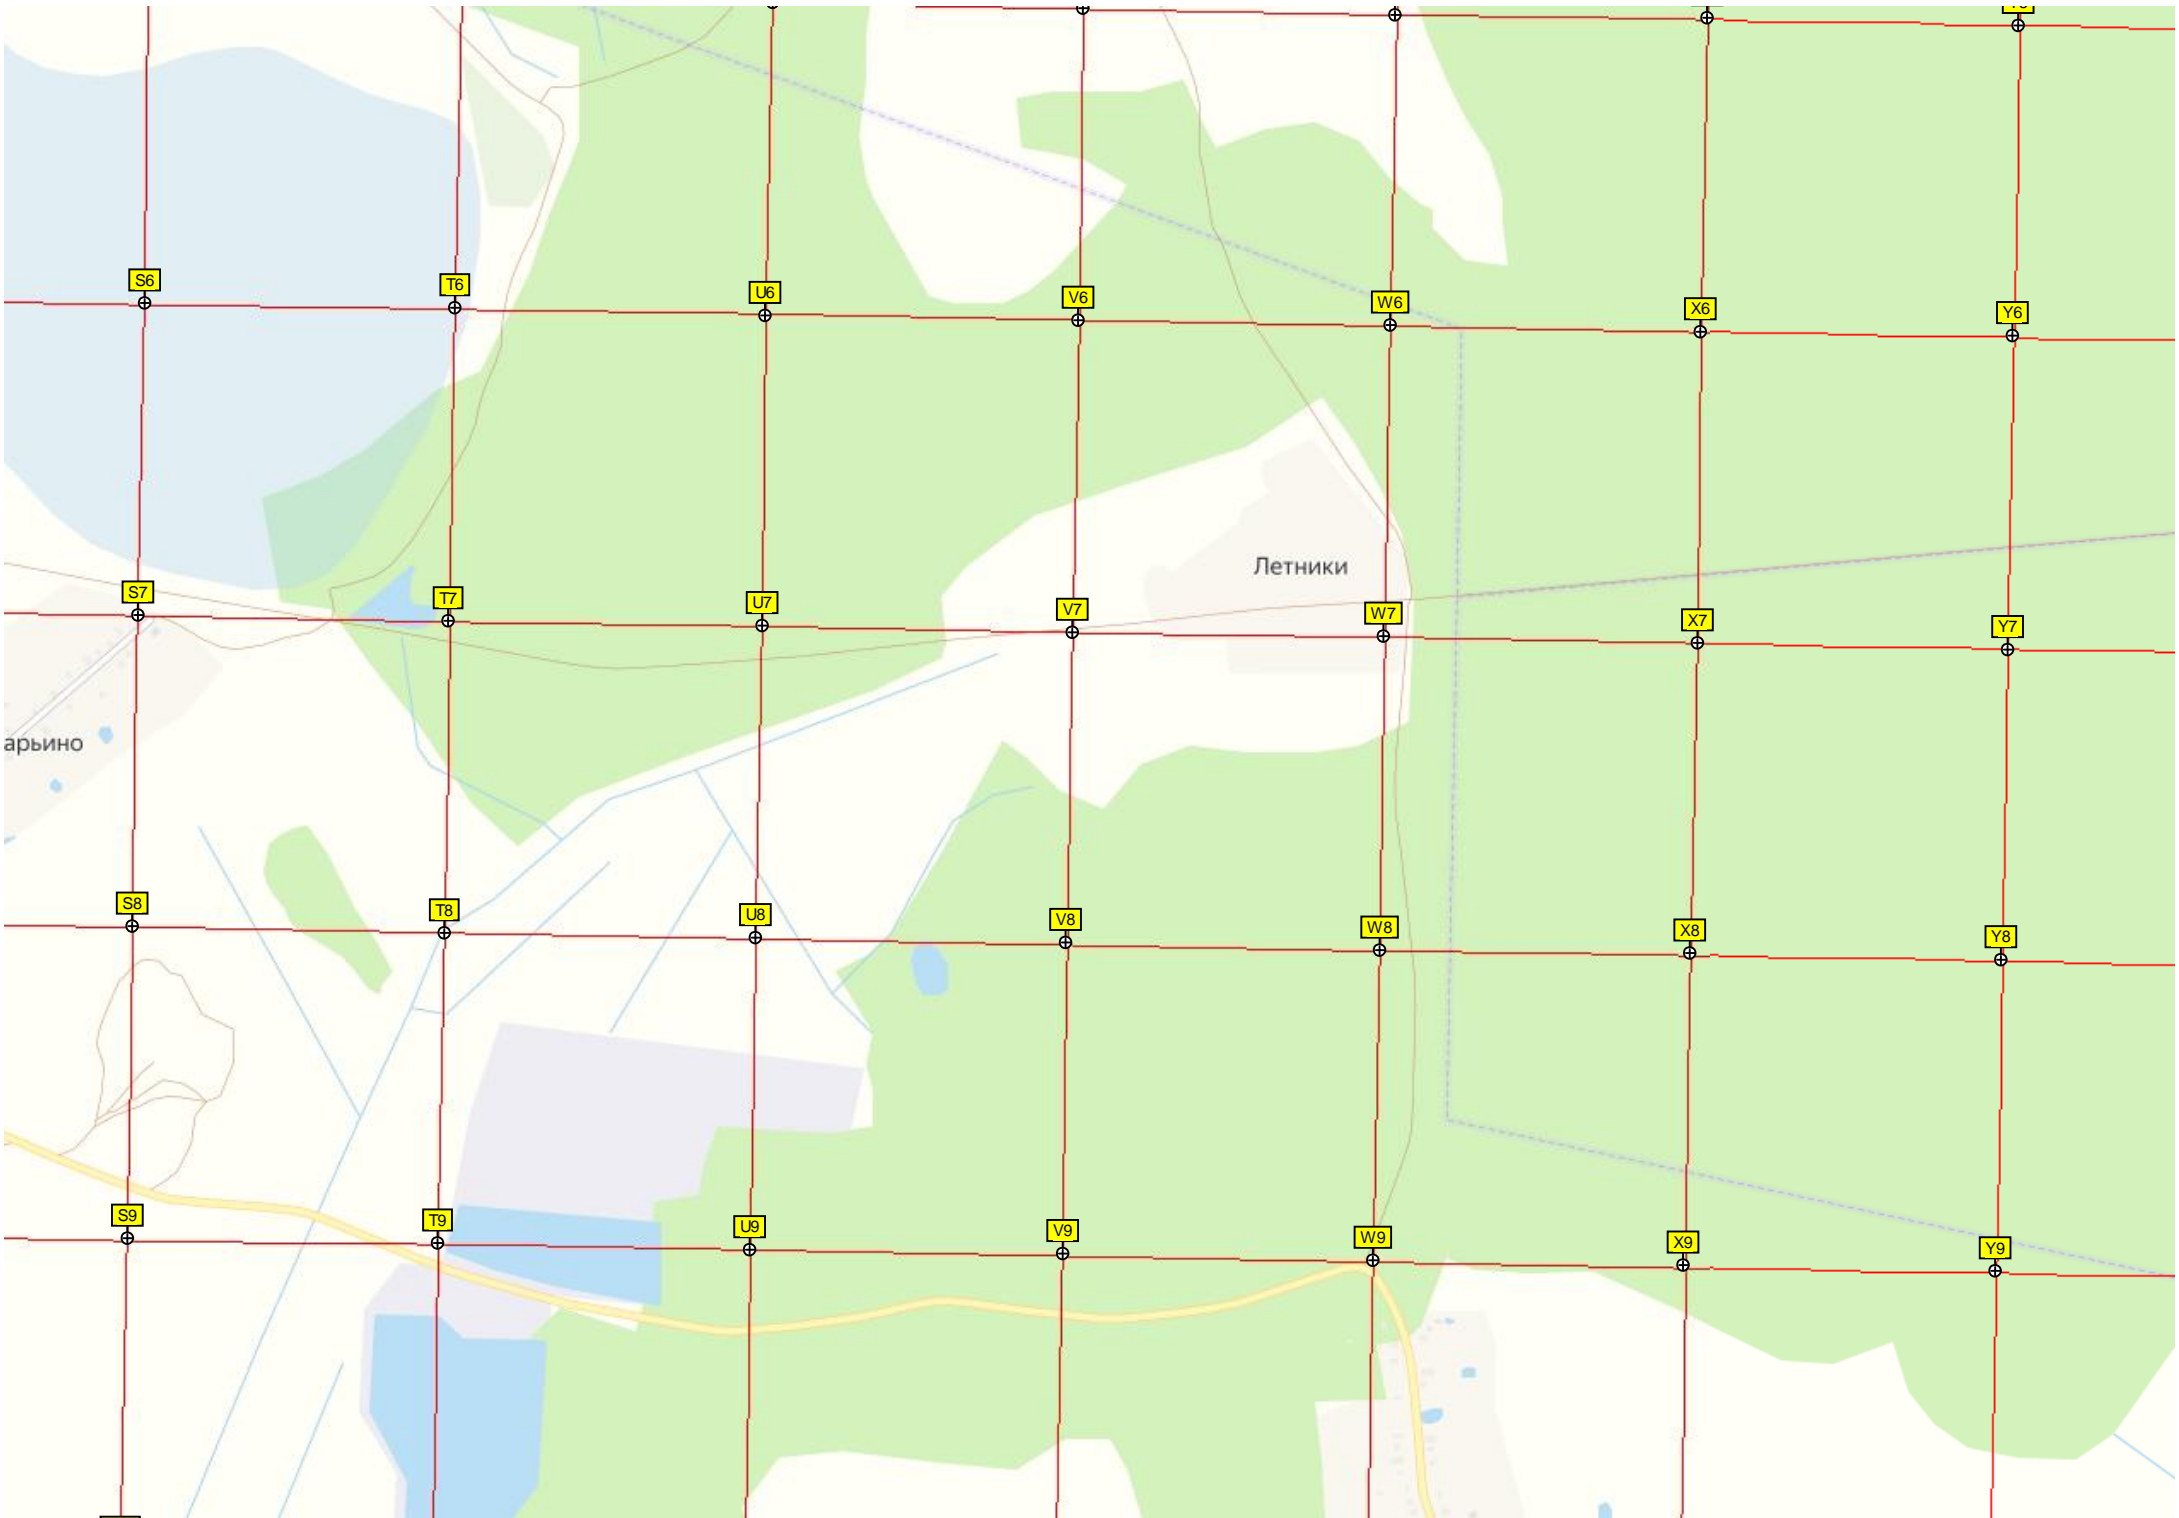 S6 T6 U6 V6 W6 X6 Y6
Летники
S7 T7 U7 V7 W7 X7 Y7
арьино
S8 T8 U8 V8 W8 X8 Y8
S9 T9 U9 V9 W9 X9 Y9